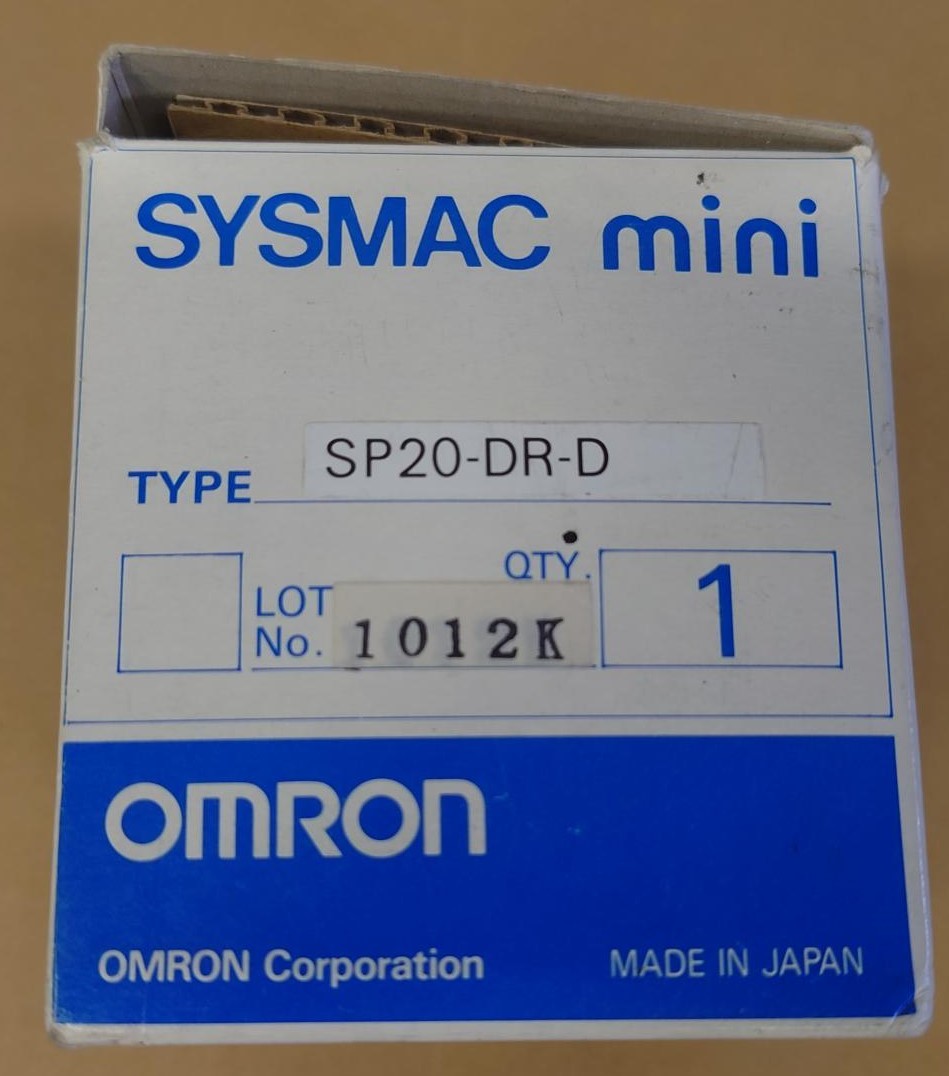 SYSMAC mini
TYPE SP20-DR-D
QTY. 1
LOT No. 1012K
OMRON
OMRON Corporation MADE IN JAPAN